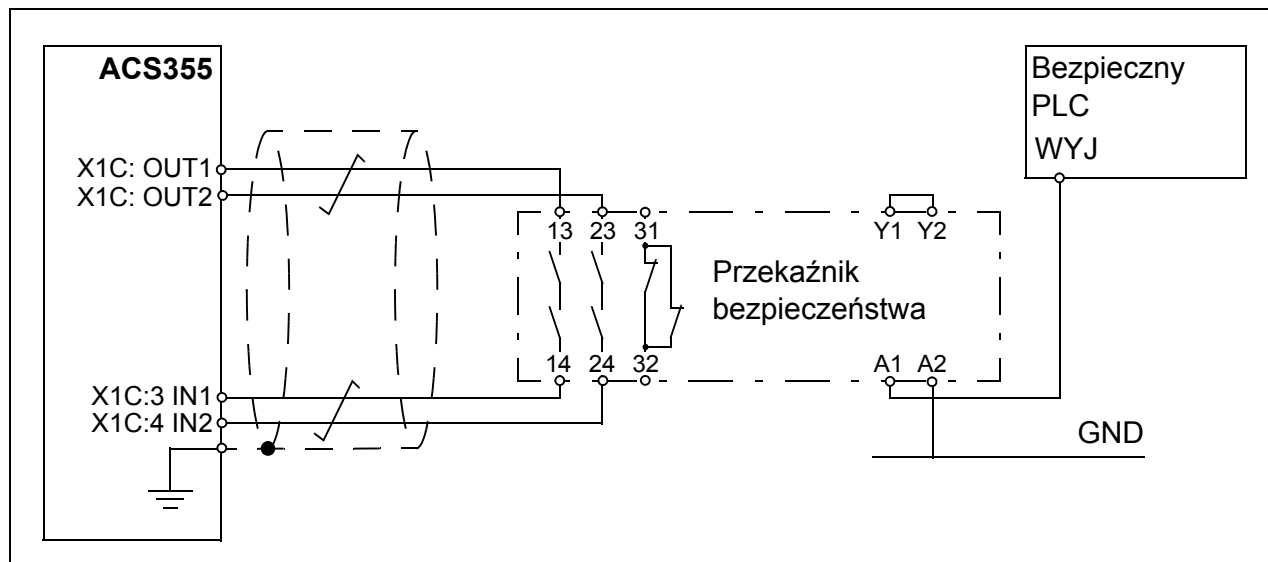 ACS355
Bezpieczny
PLC
WYJ
X1C: OUT1
X1C: OUT2
13 23 31
Y1 Y2
Przekaźnik
bezpieczeństwa
14 24 32
A1 A2
X1C:3 IN1
X1C:4 IN2
GND